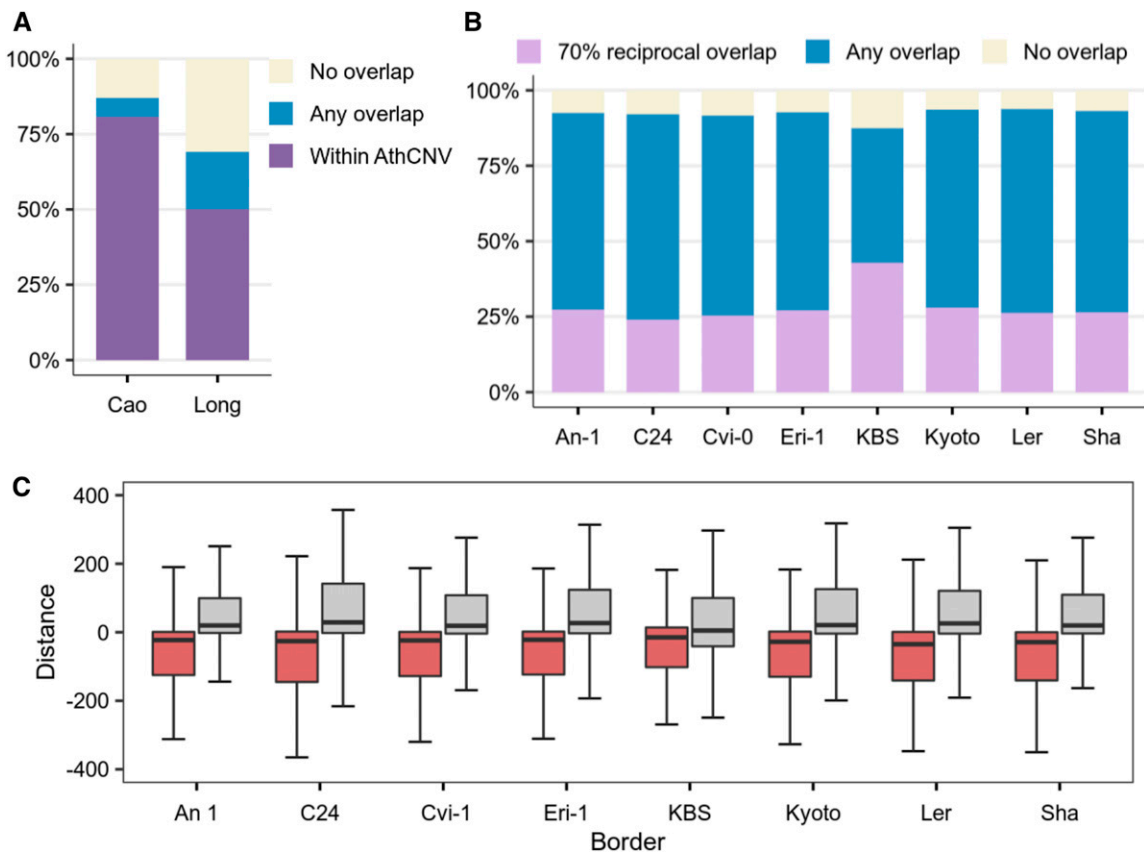 A
100%
75%
50%
25%
0%
Cao Long
No overlap
Any overlap
Within AthCNV
B
70% reciprocal overlap Any overlap No overlap
100%
75%
50%
25%
0%
An-1 C24 Cvi-0 Eri-1 KBS Kyoto Ler Sha
C
Distance
400
200
0
-200
-400
An 1 C24 Cvi-1 Eri-1 KBS Kyoto Ler Sha
Border